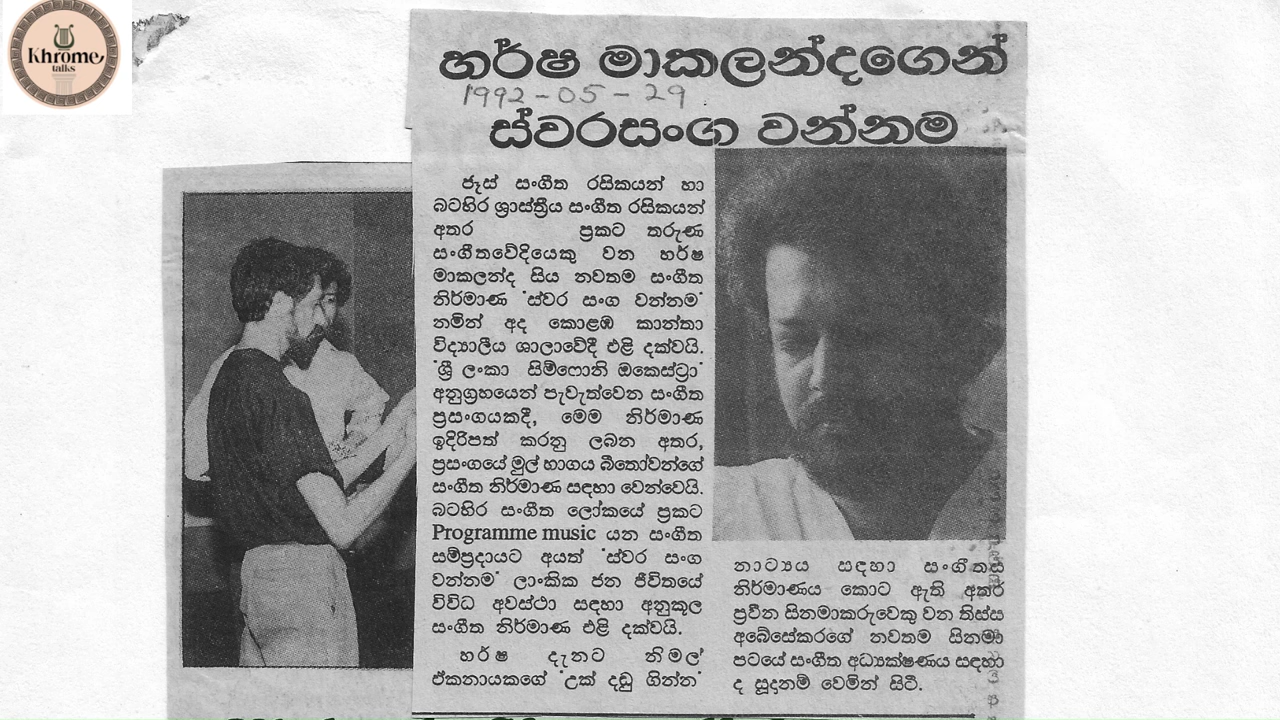 Khrome
talks
හර්ෂ මාකලන්දගෙන්
1992-05-29
ස්වරසංග වන්නම
ජෑස් සංගීත රසිකයන් හා
බටහිර ශ්‍රාස්ත්‍රීය සංගීත රසිකයන්
අතර ප්‍රකට තරුණ
සංගීතවේදියෙකු වන හර්ෂ
මාකලන්ද සිය නවතම සංගීත
නිර්මාණ 'ස්වර සංග වන්නම'
නමින් අද කොළඹ කාන්තා
විද්‍යාලීය ශාලාවේදී එළි දක්වයි.
'ශ්‍රී ලංකා සිම්ෆොනි ඔකෙස්ට්‍රා'
අනුග්‍රහයෙන් පැවැත්වෙන සංගීත
ප්‍රසංගයකදී, මෙම නිර්මාණ
ඉදිරිපත් කරනු ලබන අතර,
ප්‍රසංගයේ මුල් භාගය බීතෝවන්ගේ
සංගීත නිර්මාණ සඳහා වෙන්වෙයි.
බටහිර සංගීත ලෝකයේ ප්‍රකට
Programme music යන සංගීත
සම්ප්‍රදායට අයත් 'ස්වර සංග
වන්නම' ලාංකික ජන ජීවිතයේ
විවිධ අවස්ථා සඳහා අනුකූල
සංගීත නිර්මාණ එළි දක්වයි.
හර්ෂ දැනට නිමල්
ඒකනායකගේ 'උක් දඬු ගින්න'
නාට්‍යය සඳහා සංගීතය
නිර්මාණය කොට ඇති අතර
ප්‍රවීන සිනමාකරුවෙකු වන තිස්ස
අබේසේකරගේ නවතම සිනමා
පටයේ සංගීත අධ්‍යක්ෂණය සඳහා
ද සූදානම් වෙමින් සිටී.